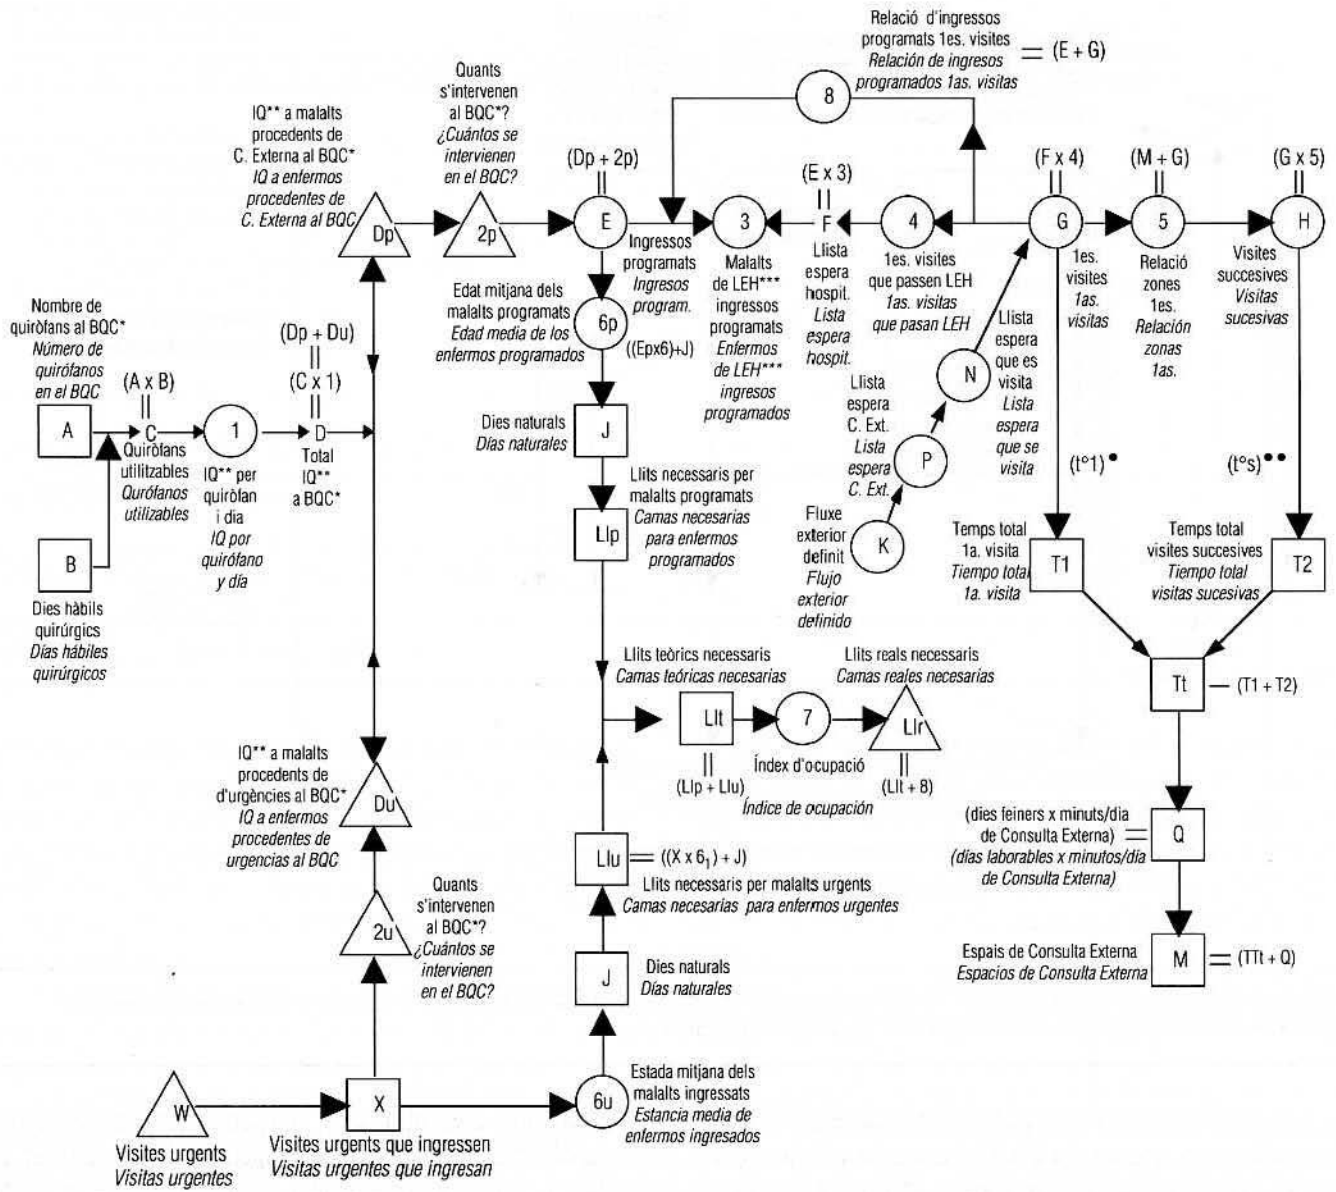 Relació d'ingressos
programats 1es. visites
Relación de ingresos
programados 1as. visitas
= (E + G)
8
Quants
s'intervenen
al BQC*?
¿Cuántos se
intervienen
en el BQC?
IQ** a malalts
procedents de
C. Externa al BQC*
IQ a enfermos
procedentes de
C. Externa al BQC
(Dp + 2p)
(E x 3)
(F x 4)
(M + G)
(G x 5)
Dp
2p
E
3
F
4
G
5
H
Ingressos
programats
Ingresos
program.
Malalts
de LEH***
ingressos
programats
Enfermos
de LEH***
ingresos
programados
Llista
espera
hospit.
Lista
espera
hospit.
1es. visites
que passen LEH
1as. visitas
que pasan LEH
1es.
visites
1as.
visitas
Relació
zones
1es.
Relación
zonas
1as.
Visites
succesives
Visitas
sucesivas
Edat mitjana dels
malalts programats
Edad media de los
enfermos programados
6p
((Epx6)+J)
Nombre de
quiròfans al BQC*
Número de
quirófanos
en el BQC
(A x B)
(Dp + Du)
(C x 1)
A
C
1
D
Quiròfans
utilitzables
Qurófanos
utilizables
IQ** per
quiròfan
i dia
IQ por
quirófano
y día
Total
IQ**
a BQC*
B
Dies hàbils
quirúrgics
Días hábiles
quirúrgicos
Dies naturals
Días naturales
J
Llits necessaris per
malalts programats
Camas necesarias
para enfermos
programados
Llp
N
Llista
espera
que es
visita
Lista
espera
que se
visita
Llista
espera
C. Ext.
Lista
espera
C. Ext.
P
Fluxe
exterior
definit
Flujo
exterior
definido
K
(t°1)•
(t°s)••
Temps total
1a. visita
Tiempo total
1a. visita
T1
Temps total
visites succesives
Tiempo total
visitas sucesivas
T2
Tt
(T1 + T2)
Llits teòrics necessaris
Camas teóricas necesarias
Llits reals necessaris
Camas reales necesarias
Llt
7
Llr
(Llp + Llu)
Índex d'ocupació
Índice de ocupación
(Llt + 8)
IQ** a malalts
procedents
d'urgències al BQC*
IQ a enfermos
procedentes de
urgencias al BQC
Du
(dies feiners x minuts/dia
de Consulta Externa) =
(días laborables x minutos/día
de Consulta Externa)
Q
Llu
= ((X x 6₁) + J)
Llits necessaris per malalts urgents
Camas necesarias para enfermos urgentes
Quants
s'intervenen
al BQC*?
¿Cuántos se
intervienen
en el BQC?
2u
Espais de Consulta Externa
Espacios de Consulta Externa
M
= (TTt + Q)
J
Dies naturals
Días naturales
W
X
6u
Estada mitjana dels
malalts ingressats
Estancia media de
enfermos ingresados
Visites urgents
Visitas urgentes
Visites urgents que ingressen
Visitas urgentes que ingresan